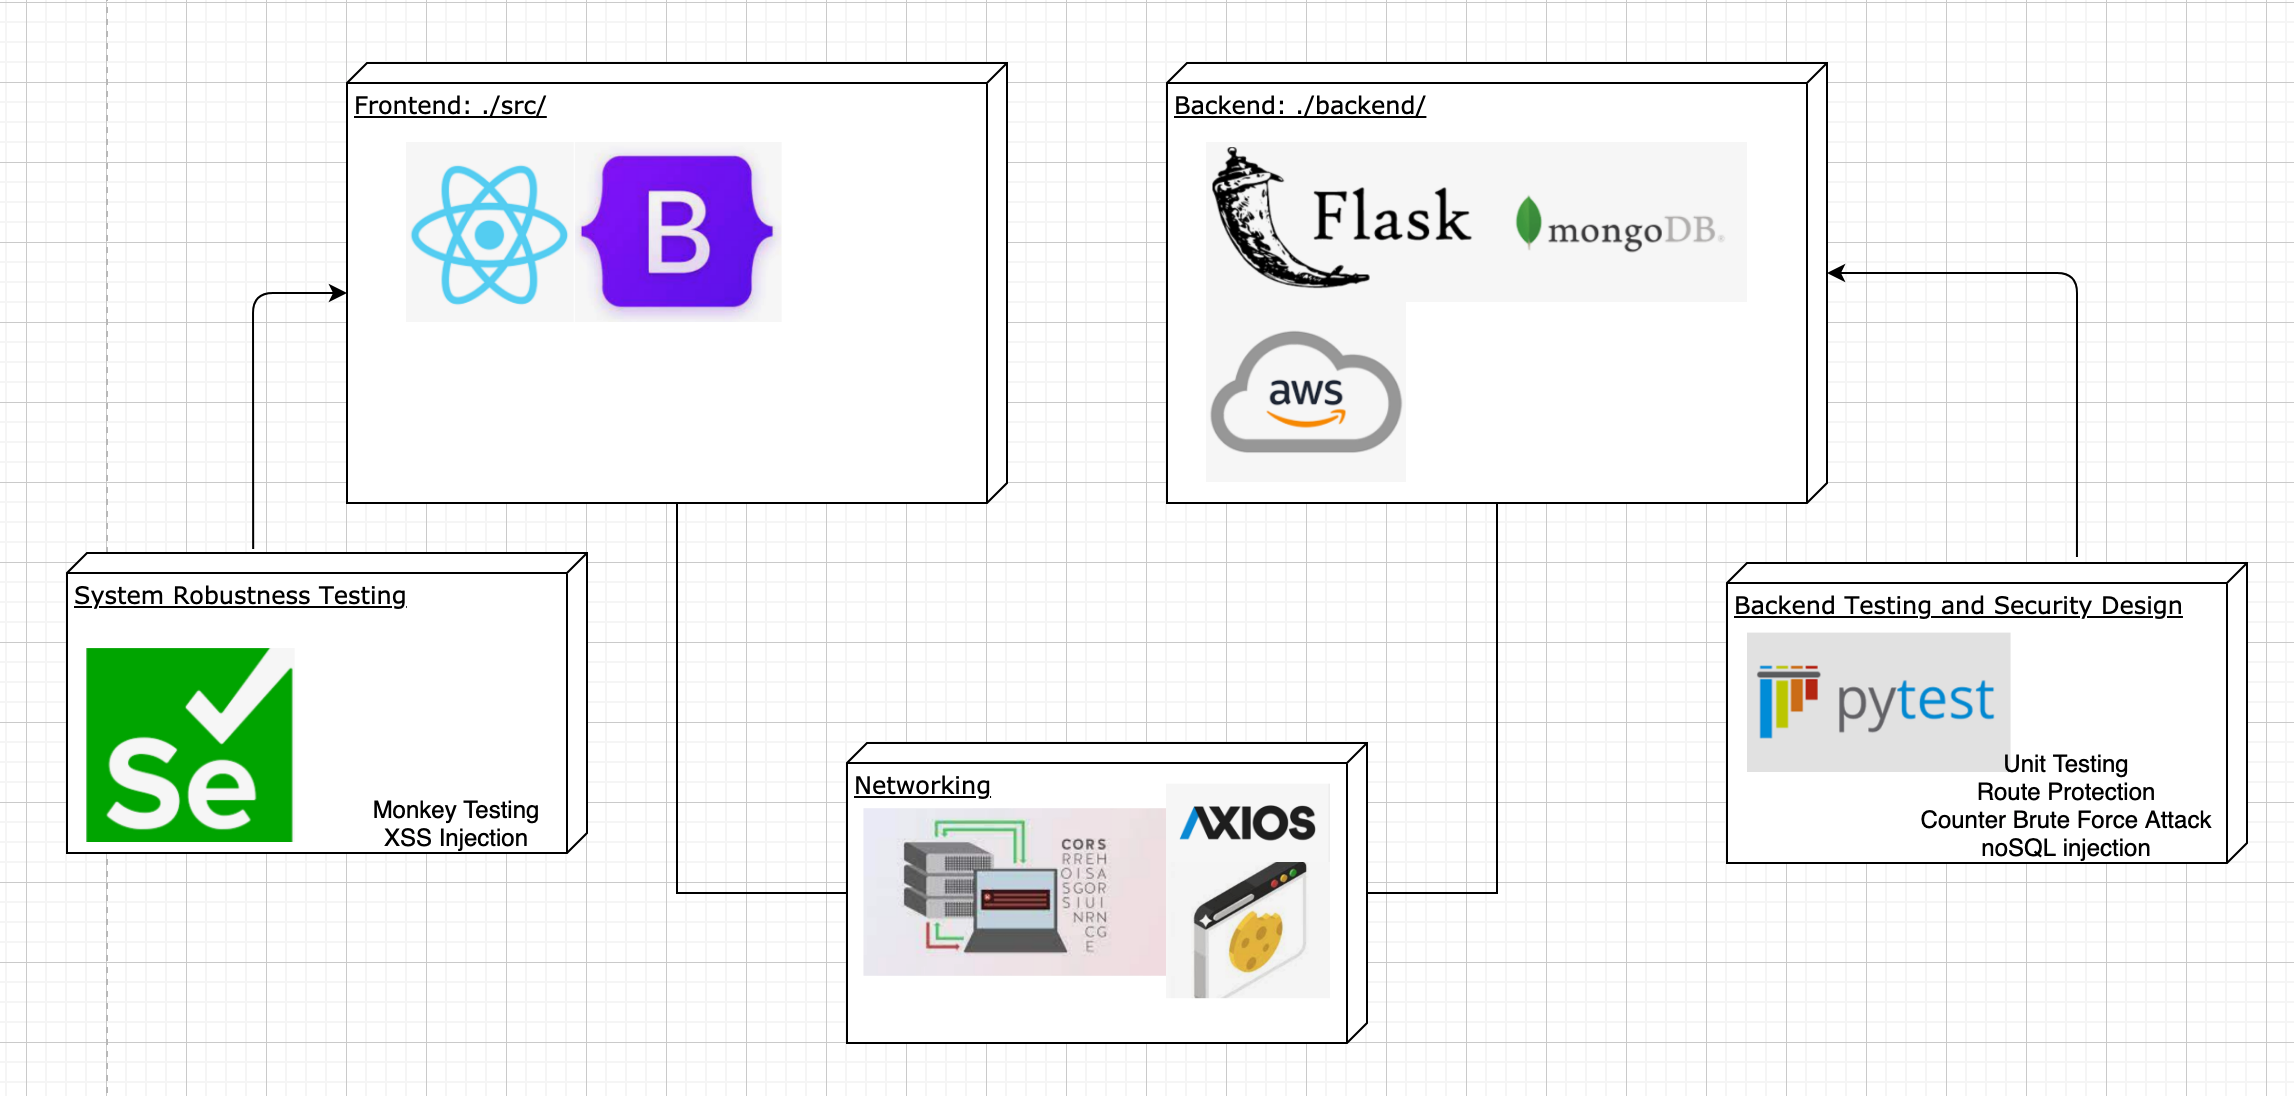 Frontend: ./src/
B
Backend: ./backend/
Flask
mongoDB.
aws
System Robustness Testing
Se
Monkey Testing
XSS Injection
Backend Testing and Security Design
pytest
Unit Testing
Route Protection
Counter Brute Force Attack
noSQL injection
Networking
AXIOS
CORS
RREH
OISA
SGOR
SIUI
NRN
CG
E